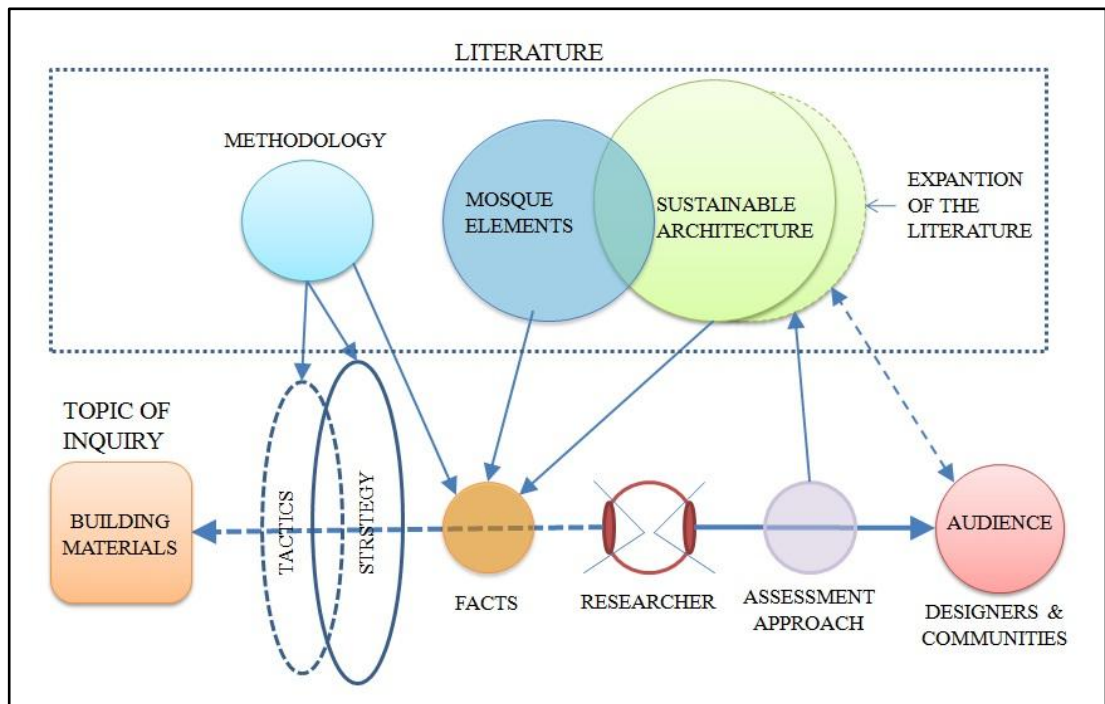 LITERATURE
METHODOLOGY
MOSQUE
ELEMENTS
SUSTAINABLE
ARCHITECTURE
EXPANTION
OF THE
LITERATURE
TOPIC OF
INQUIRY
BUILDING
MATERIALS
TACTICS
STRSTEGY
FACTS
RESEARCHER
ASSESSMENT
APPROACH
AUDIENCE
DESIGNERS &
COMMUNITIES